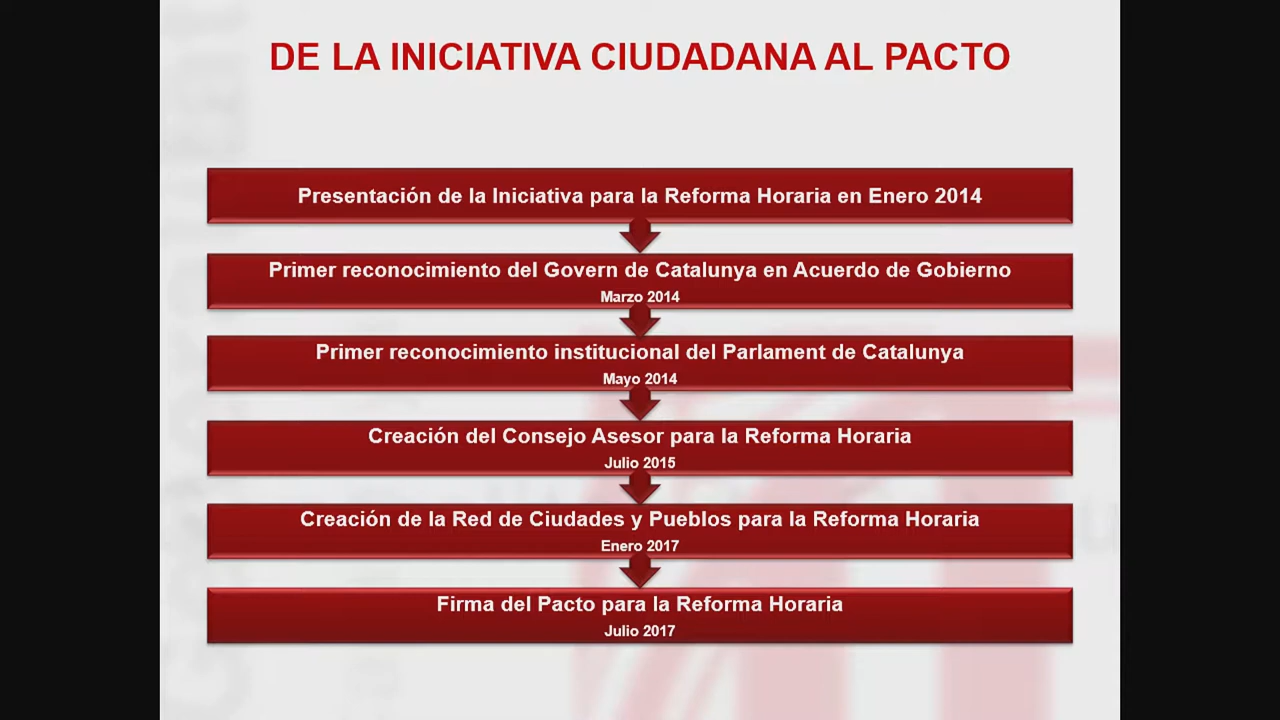 DE LA INICIATIVA CIUDADANA AL PACTO
Presentación de la Iniciativa para la Reforma Horaria en Enero 2014
Primer reconocimiento del Govern de Catalunya en Acuerdo de Gobierno
Marzo 2014
Primer reconocimiento institucional del Parlament de Catalunya
Mayo 2014
Creación del Consejo Asesor para la Reforma Horaria
Julio 2015
Creación de la Red de Ciudades y Pueblos para la Reforma Horaria
Enero 2017
Firma del Pacto para la Reforma Horaria
Julio 2017